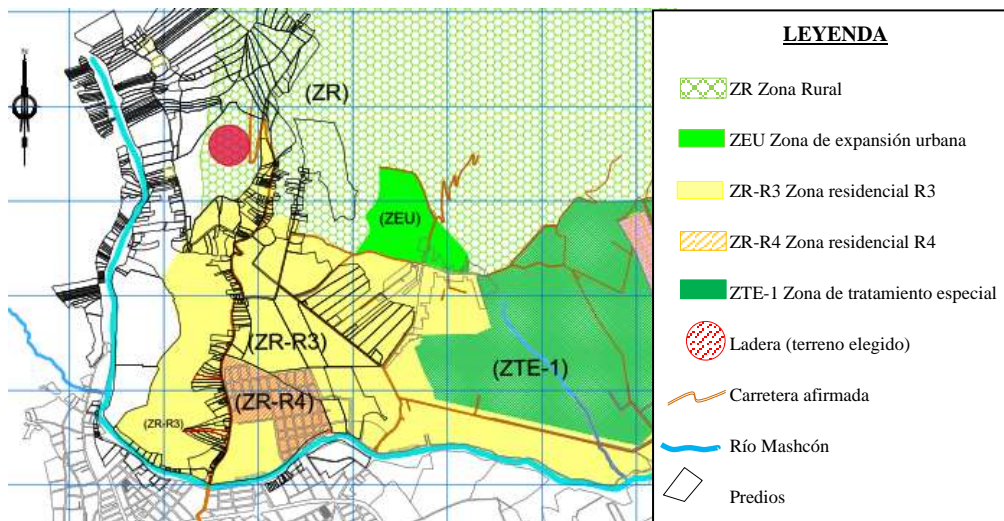 N
(ZR)
(ZEU)
(ZR-R3)
(ZTE-1)
(ZR-R4)
(ZR-R3)
LEYENDA
ZR Zona Rural
ZEU Zona de expansión urbana
ZR-R3 Zona residencial R3
ZR-R4 Zona residencial R4
ZTE-1 Zona de tratamiento especial
Ladera (terreno elegido)
Carretera afirmada
Río Mashcón
Predios